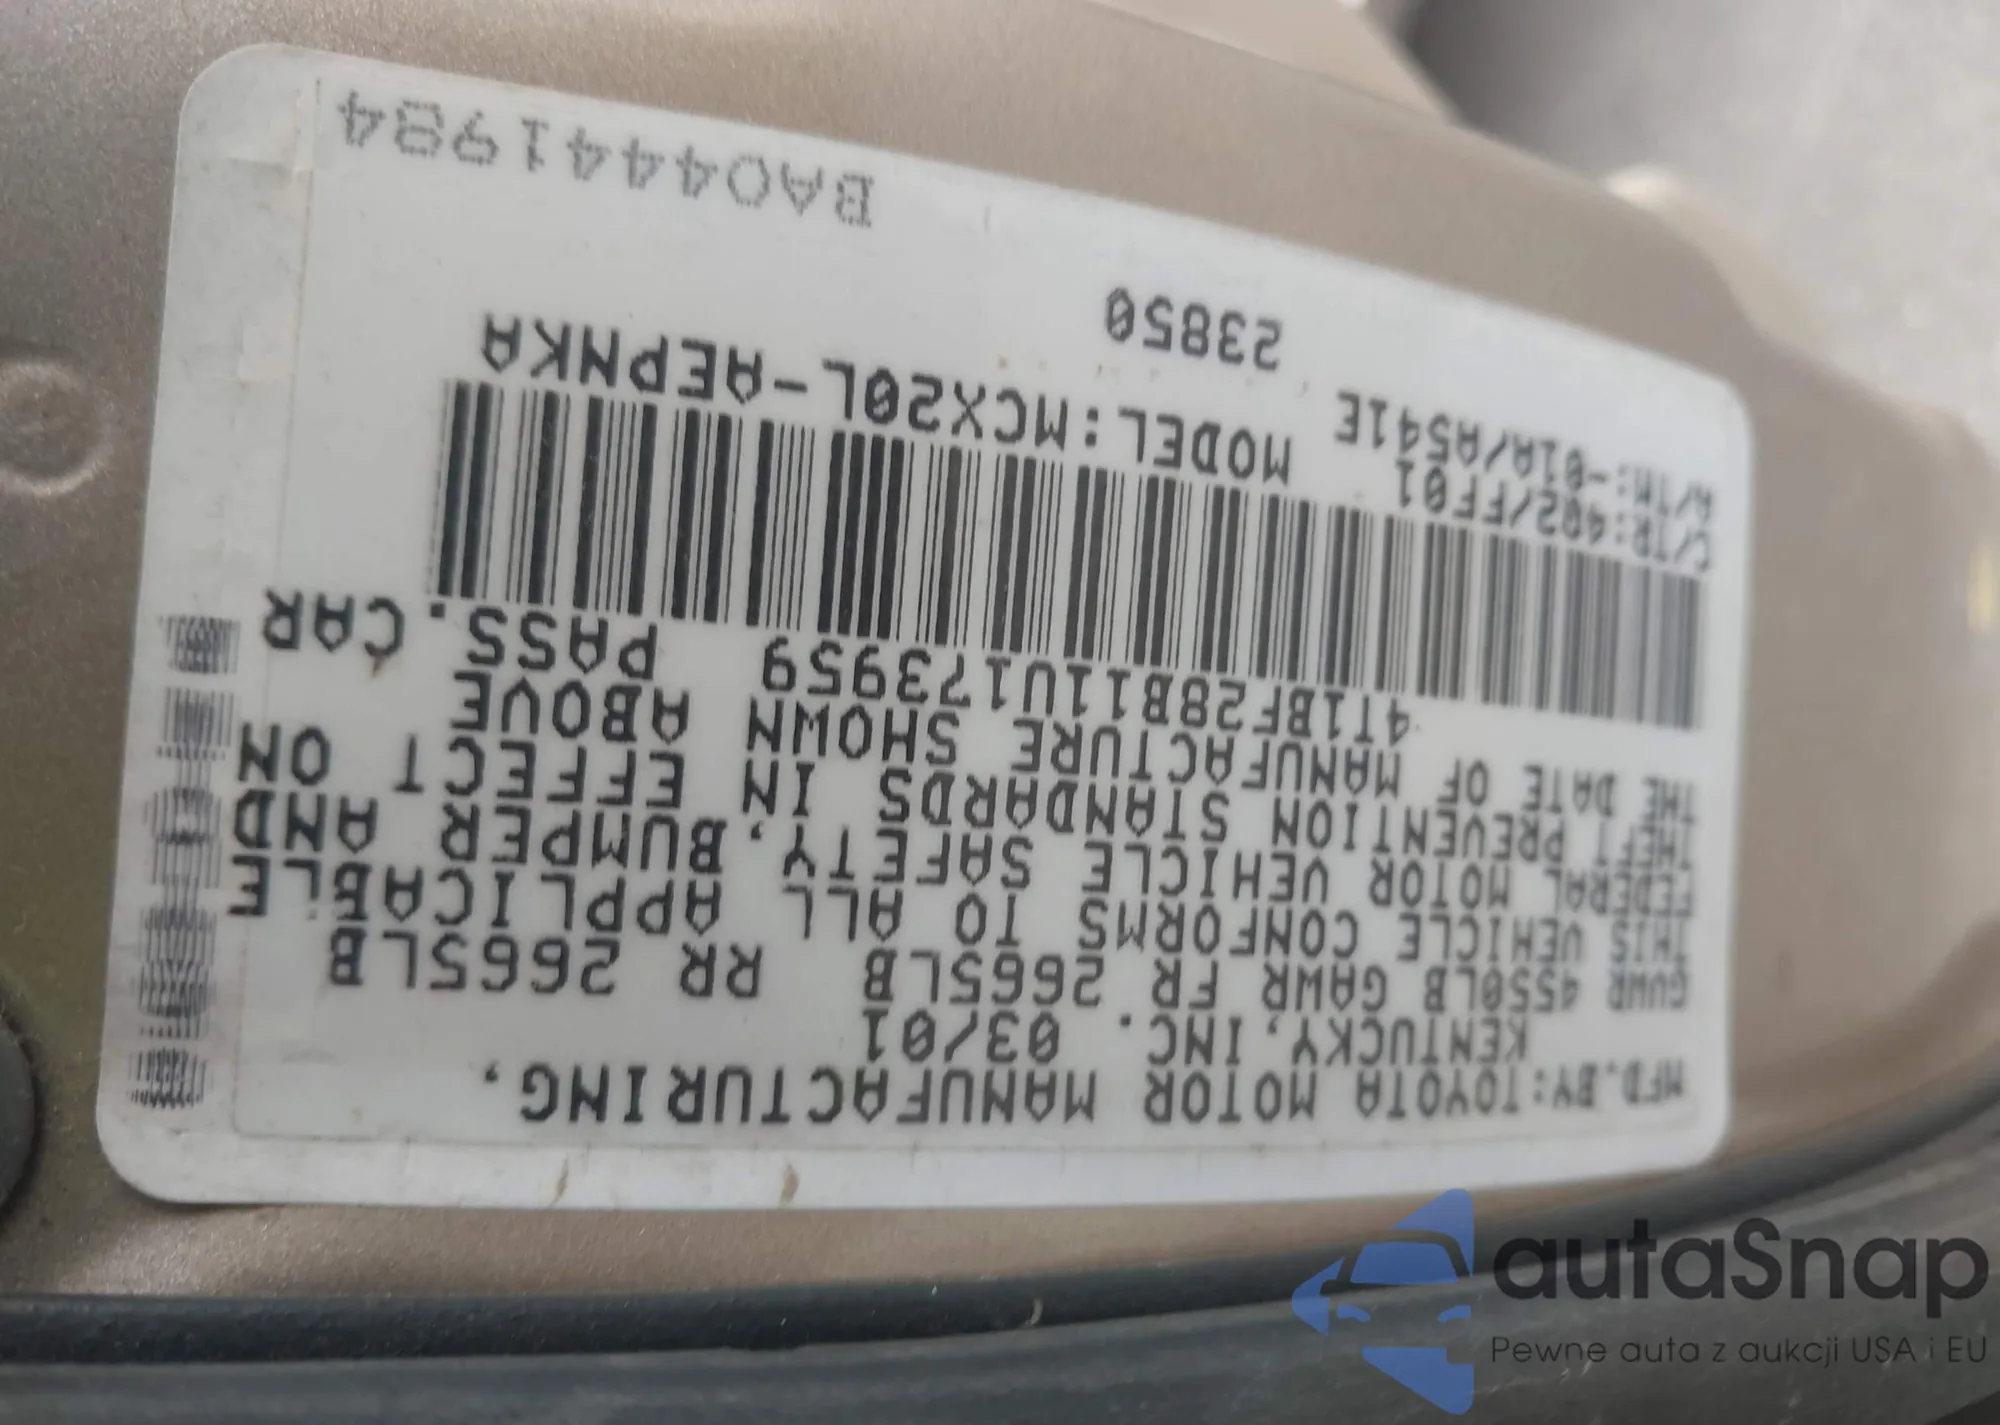 MFD.BY:TOYOTA MOTOR MANUFACTURING,
KENTUCKY,INC. 03/01
GVWR 4550LB GAWR FR 2665LB RR 2665LB
THIS VEHICLE CONFORMS TO ALL APPLICABLE
FEDERAL MOTOR VEHICLE SAFETY,BUMPER AND
THEFT PREVENTION STANDARDS IN EFFECT ON
THE DATE OF MANUFACTURE SHOWN ABOVE
4T1BF28B11U173959 PASS. CAR
C/TR:4Q2/FF01 MODEL:MCX20L-AEPNKA
A/TM:-01A/A541E
23850
BA0441984
autaSnap
Pewne auta z aukcji USA i EU